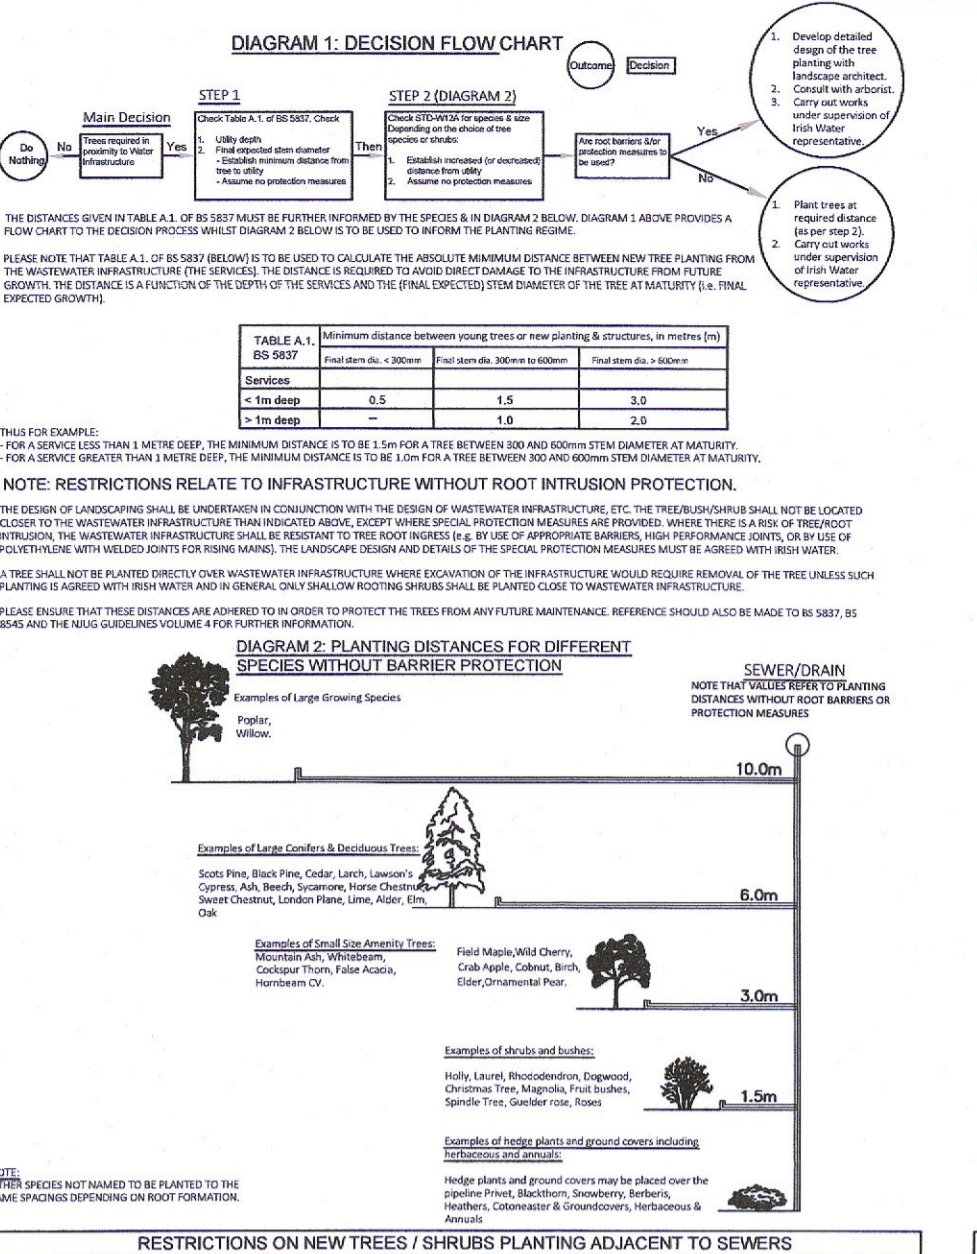 DIAGRAM 1: DECISION FLOW CHART
Outcome
Decision
1. Develop detailed
design of the tree
planting with
landscape architect.
2. Consult with arborist.
3. Carry out works
under supervision of
Irish Water
representative.
STEP 1
STEP 2 (DIAGRAM 2)
Main Decision
Do
Nothing
No
Trees required in
proximity to Water
Infrastructure
Yes
Check Table A.1. of BS 5837. Check
1. Utility depth
2. Final expected stem diameter
- Establish minimum distance from
tree to utility
- Assume no protection measures
Then
Check STD-W12A for species & size
Depending on the choice of tree
species or shrubs:
1. Establish increased (or decreased)
distance from utility
2. Assume no protection measures
Are root barriers &/or
protection measures to
be used?
Yes
No
1. Plant trees at
required distance
(as per step 2).
2. Carry out works
under supervision
of Irish Water
representative.
THE DISTANCES GIVEN IN TABLE A.1. OF BS 5837 MUST BE FURTHER INFORMED BY THE SPECIES & IN DIAGRAM 2 BELOW. DIAGRAM 1 ABOVE PROVIDES A
FLOW CHART TO THE DECISION PROCESS WHILST DIAGRAM 2 BELOW IS TO BE USED TO INFORM THE PLANTING REGIME.
PLEASE NOTE THAT TABLE A.1. OF BS 5837 (BELOW) IS TO BE USED TO CALCULATE THE ABSOLUTE MIMIMUM DISTANCE BETWEEN NEW TREE PLANTING FROM
THE WASTEWATER INFRASTRUCTURE (THE SERVICES). THE DISTANCE IS REQUIRED TO AVOID DIRECT DAMAGE TO THE INFRASTRUCTURE FROM FUTURE
GROWTH. THE DISTANCE IS A FUNCTION OF THE DEPTH OF THE SERVICES AND THE (FINAL EXPECTED) STEM DIAMETER OF THE TREE AT MATURITY (i.e. FINAL
EXPECTED GROWTH).
TABLE A.1.
BS 5837
Minimum distance between young trees or new planting & structures, in metres (m)
Final stem dia. < 300mm
Final stem dia. 300mm to 600mm
Final stem dia. > 600mm
Services
< 1m deep 0.5 1.5 3.0
> 1m deep – 1.0 2.0
THUS FOR EXAMPLE:
- FOR A SERVICE LESS THAN 1 METRE DEEP, THE MINIMUM DISTANCE IS TO BE 1.5m FOR A TREE BETWEEN 300 AND 600mm STEM DIAMETER AT MATURITY.
- FOR A SERVICE GREATER THAN 1 METRE DEEP, THE MINIMUM DISTANCE IS TO BE 1.0m FOR A TREE BETWEEN 300 AND 600mm STEM DIAMETER AT MATURITY.
NOTE: RESTRICTIONS RELATE TO INFRASTRUCTURE WITHOUT ROOT INTRUSION PROTECTION.
THE DESIGN OF LANDSCAPING SHALL BE UNDERTAKEN IN CONJUNCTION WITH THE DESIGN OF WASTEWATER INFRASTRUCTURE, ETC. THE TREE/BUSH/SHRUB SHALL NOT BE LOCATED
CLOSER TO THE WASTEWATER INFRASTRUCTURE THAN INDICATED ABOVE, EXCEPT WHERE SPECIAL PROTECTION MEASURES ARE PROVIDED. WHERE THERE IS A RISK OF TREE/ROOT
INTRUSION, THE WASTEWATER INFRASTRUCTURE SHALL BE RESISTANT TO TREE ROOT INGRESS (e.g. BY USE OF APPROPRIATE BARRIERS, HIGH PERFORMANCE JOINTS, OR BY USE OF
POLYETHYLENE WITH WELDED JOINTS FOR RISING MAINS). THE LANDSCAPE DESIGN AND DETAILS OF THE SPECIAL PROTECTION MEASURES MUST BE AGREED WITH IRISH WATER.
A TREE SHALL NOT BE PLANTED DIRECTLY OVER WASTEWATER INFRASTRUCTURE WHERE EXCAVATION OF THE INFRASTRUCTURE WOULD REQUIRE REMOVAL OF THE TREE UNLESS SUCH
PLANTING IS AGREED WITH IRISH WATER AND IN GENERAL ONLY SHALLOW ROOTING SHRUBS SHALL BE PLANTED CLOSE TO WASTEWATER INFRASTRUCTURE.
PLEASE ENSURE THAT THESE DISTANCES ARE ADHERED TO IN ORDER TO PROTECT THE TREES FROM ANY FUTURE MAINTENANCE. REFERENCE SHOULD ALSO BE MADE TO BS 5837, BS
8545 AND THE NJUG GUIDELINES VOLUME 4 FOR FURTHER INFORMATION.
DIAGRAM 2: PLANTING DISTANCES FOR DIFFERENT
SPECIES WITHOUT BARRIER PROTECTION
SEWER/DRAIN
NOTE THAT VALUES REFER TO PLANTING
DISTANCES WITHOUT ROOT BARRIERS OR
PROTECTION MEASURES
Examples of Large Growing Species
Poplar,
Willow.
10.0m
Examples of Large Conifers & Deciduous Trees:
Scots Pine, Black Pine, Cedar, Larch, Lawson's
Cypress, Ash, Beech, Sycamore, Horse Chestnut
Sweet Chestnut, London Plane, Lime, Alder, Elm,
Oak
6.0m
Examples of Small Size Amenity Trees:
Mountain Ash, Whitebeam,
Cockspur Thorn, False Acacia,
Hornbeam CV.
Field Maple,Wild Cherry,
Crab Apple, Cobnut, Birch,
Elder,Ornamental Pear.
3.0m
Examples of shrubs and bushes:
Holly, Laurel, Rhododendron, Dogwood,
Christmas Tree, Magnolia, Fruit bushes,
Spindle Tree, Guelder rose, Roses
1.5m
Examples of hedge plants and ground covers including
herbaceous and annuals:
Hedge plants and ground covers may be placed over the
pipeline Privet, Blackthorn, Snowberry, Berberis,
Heathers, Cotoneaster & Groundcovers, Herbaceous &
Annuals
OTE:
THER SPECIES NOT NAMED TO BE PLANTED TO THE
AME SPACINGS DEPENDING ON ROOT FORMATION.
RESTRICTIONS ON NEW TREES / SHRUBS PLANTING ADJACENT TO SEWERS